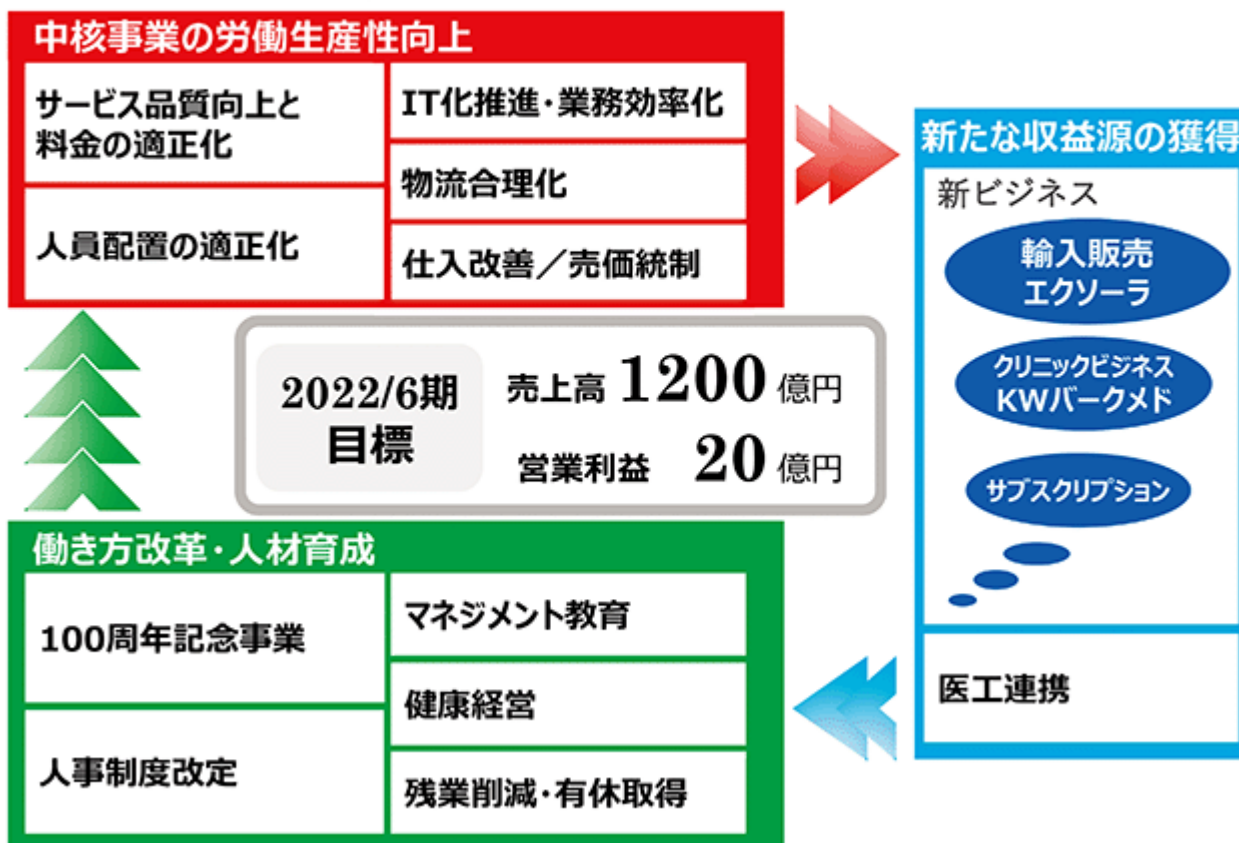 中核事業の労働生産性向上
サービス品質向上と
料金の適正化
人員配置の適正化
IT化推進・業務効率化
物流合理化
仕入改善／売価統制
新たな収益源の獲得
新ビジネス
輸入販売
エクソーラ
クリニックビジネス
KWバークメド
サブスクリプション
医工連携
2022/6期
目標
売上高 1200 億円
営業利益 20 億円
働き方改革・人材育成
100周年記念事業
人事制度改定
マネジメント教育
健康経営
残業削減・有休取得